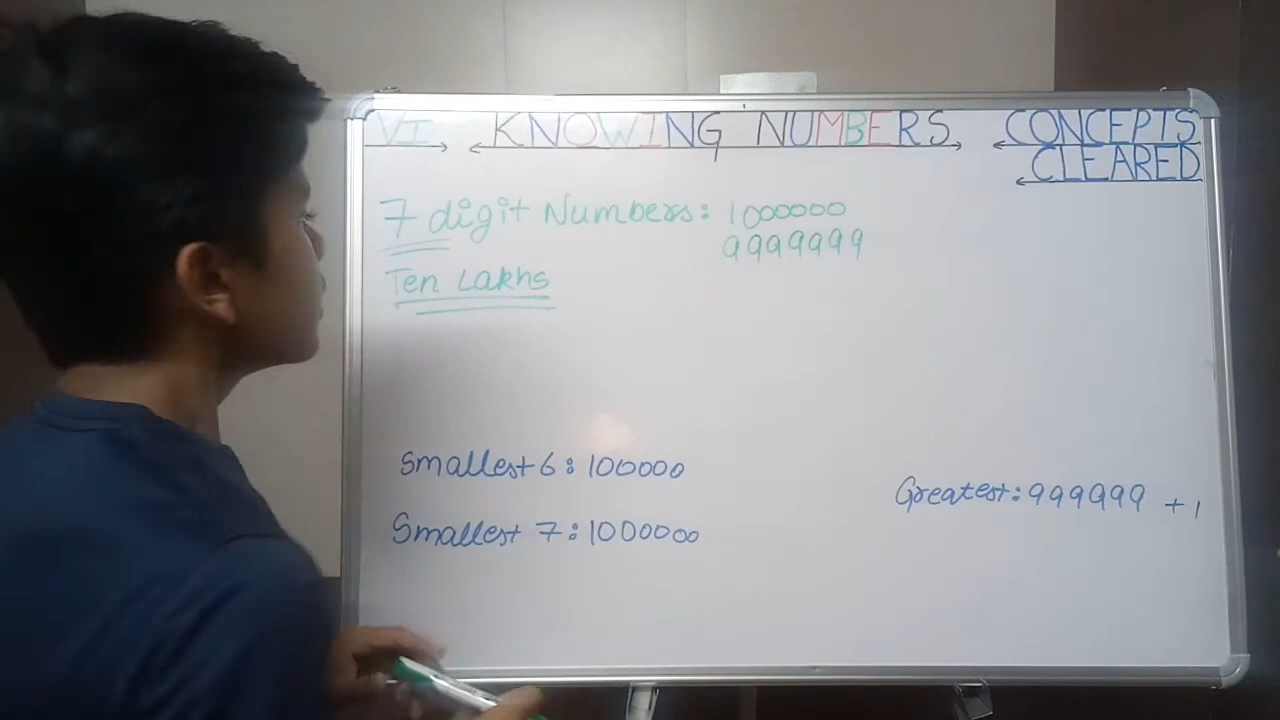 VI KNOWING NUMBERS CONCEPTS
CLEARED
7 digit Numbers: 1000000
9999999
Ten Lakhs
Smallest 6: 100000
Greatest: 999999 +1
Smallest 7: 1000000